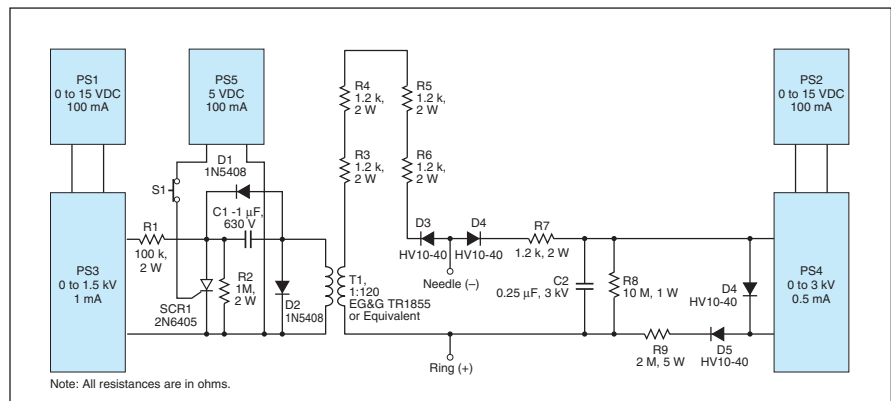 PS1
0 to 15 VDC
100 mA
PS5
5 VDC
100 mA
R4
1.2 k,
2 W
R5
1.2 k,
2 W
PS2
0 to 15 VDC
100 mA
R3
1.2 k,
2 W
R6
1.2 k,
2 W
D1
1N5408
S1
C1 -1 µF,
630 V
R1
100 k,
2 W
PS3
0 to 1.5 kV
1 mA
R2
1M,
2 W
SCR1
2N6405
D2
1N5408
T1,
1:120
EG&G TR1855
or Equivalent
D3
HV10-40
D4
HV10-40
Needle (–)
R7
1.2 k, 2 W
C2
0.25 µF, 3 kV
R8
10 M, 1 W
D4
HV10-40
PS4
0 to 3 kV
0.5 mA
R9
2 M, 5 W
D5
HV10-40
Ring (+)
Note: All resistances are in ohms.